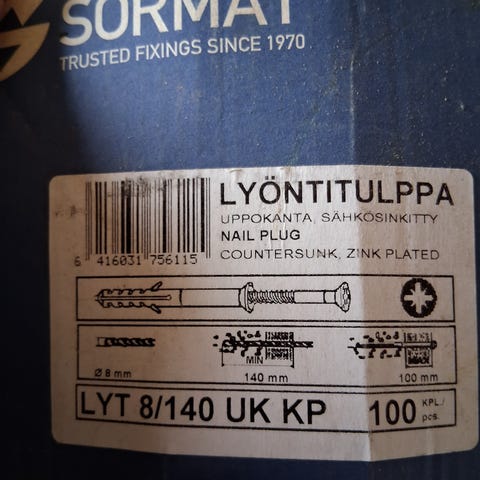 SORMAT
TRUSTED FIXINGS SINCE 1970
LYÖNTITULPPA
UPPOKANTA, SÄHKÖSINKITTY
NAIL PLUG
COUNTERSUNK, ZINK PLATED
6 416031 756115
MIN
Ø 8 mm
140 mm
100 mm
LYT 8/140 UK KP
100 KPL./
pcs.